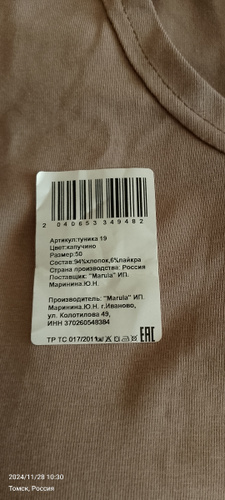 2 040653 349482
Артикул:туника 19
Цвет:капучино
Размер:50
Состав:94%хлопок,6%лайкра
Страна производства: Россия
Поставщик: "Marula" ИП.
Маринина.Ю.Н.
Производитель: "Marula" ИП.
Маринина.Ю.Н. г.Иваново,
ул. Колотилова 49,
ИНН 370260548384
ТР ТС 017/2011
EAC
2024/11/28 10:30
Томск, Россия